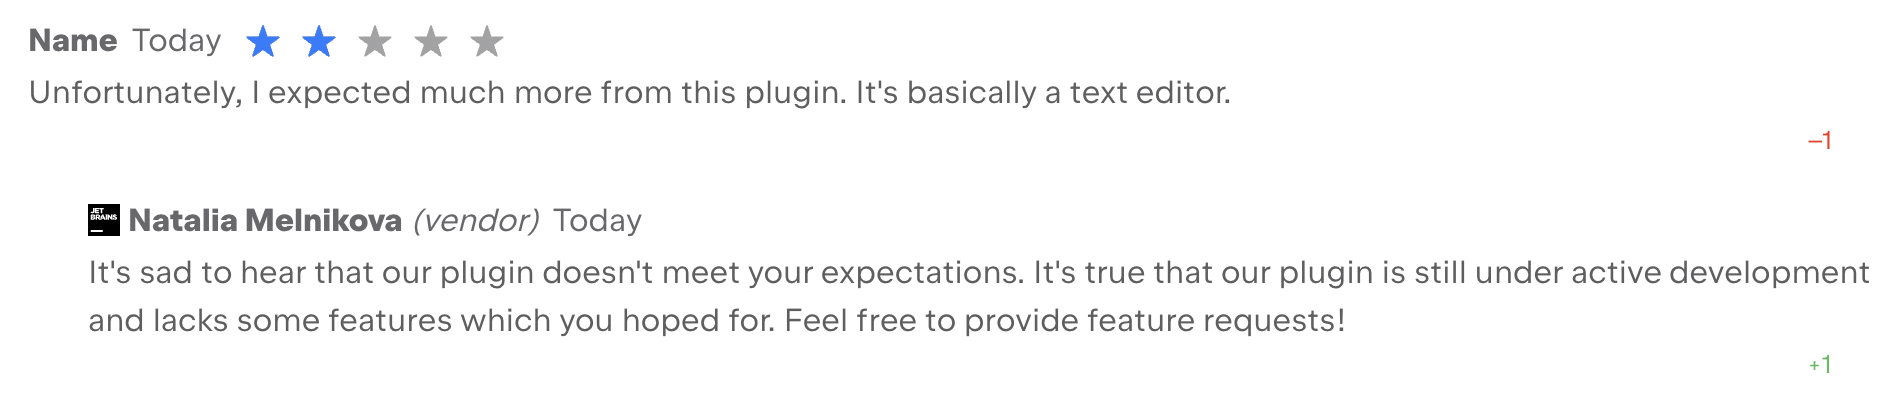 Name Today
Unfortunately, I expected much more from this plugin. It's basically a text editor.
–1
JET
BRAINS
Natalia Melnikova (vendor) Today
It's sad to hear that our plugin doesn't meet your expectations. It's true that our plugin is still under active development
and lacks some features which you hoped for. Feel free to provide feature requests!
+1